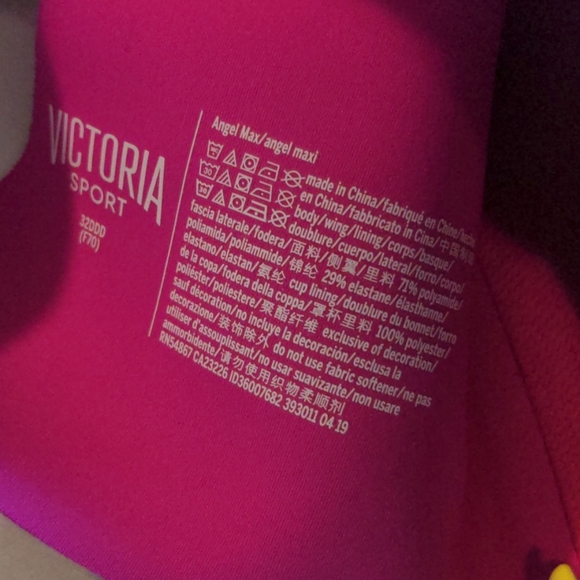 VICTORIA
SPORT
32DDD
(F70)
Angel Max/angel maxi
made in China/fabriqué en Chine/hecho
en China/fabbricato in Cina/中国制造
body/wing/lining/corps/basque/
doublure/cuerpo/lateral/forro/corpo/
fascia laterale/fodera/面料/侧翼/里料 71% polyamide/
poliamida/poliammide/锦纶 29% elastane/élasthanne/
elastano/elastan/氨纶 cup lining/doublure du bonnet/forro
de la copa/fodera della coppa/罩杯里料 100% polyester/
poliéster/poliestere/聚酯纤维 exclusive of decoration/
sauf décoration/no incluye la decoración/esclusa la
decorazione/装饰除外 do not use fabric softener/ne pas
utiliser d'assouplissant/no usar suavizante/non usare
ammorbidente/请勿使用织物柔顺剂
RN54867 CA23226 ID36007682 393011 04 19